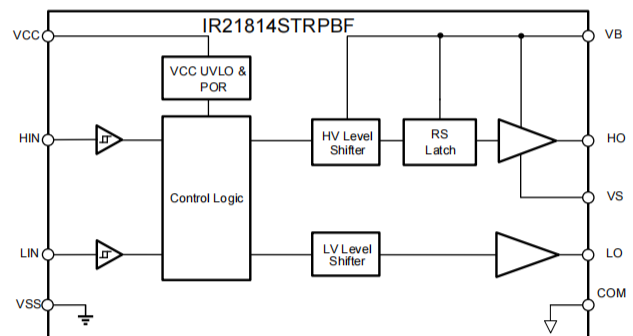 IR21814STRPBF
VCC
VB
VCC UVLO &
POR
HIN
HV Level
Shifter
RS
Latch
HO
Control Logic
VS
LIN
LV Level
Shifter
LO
VSS
COM